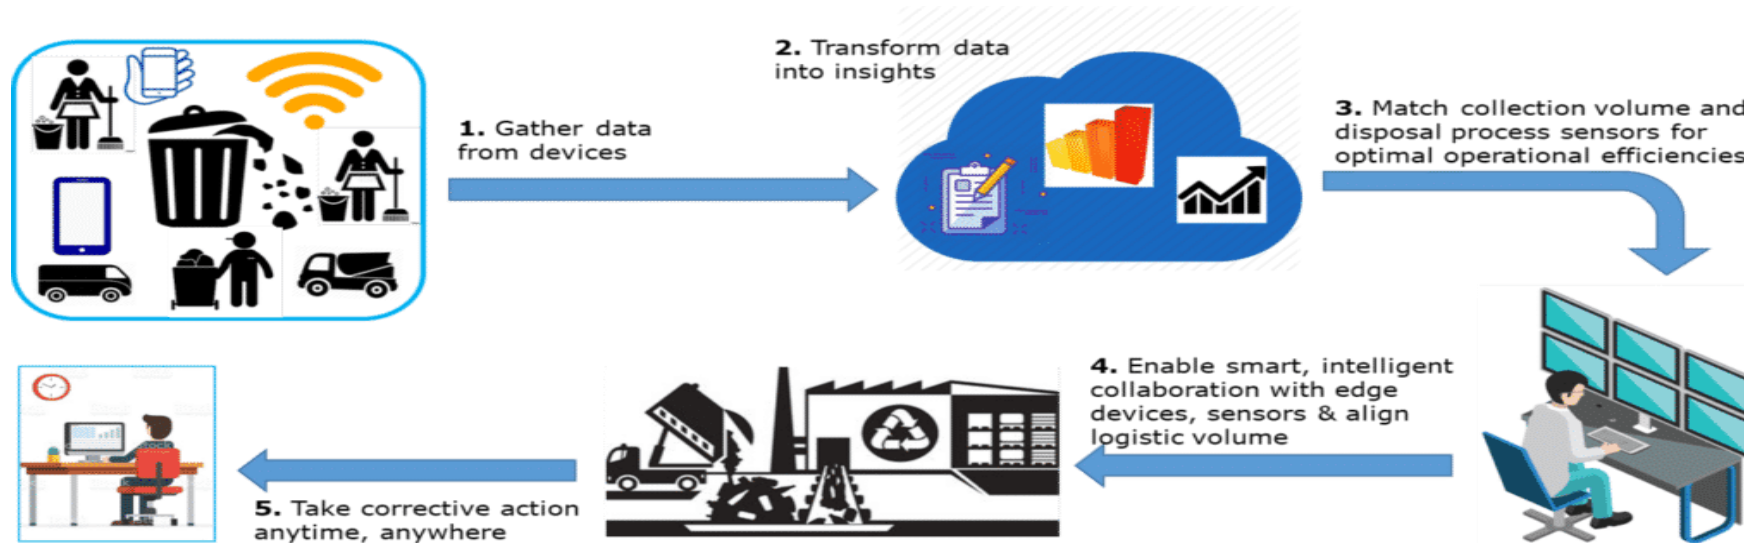 1. Gather data
from devices
2. Transform data
into insights
3. Match collection volume and
disposal process sensors for
optimal operational efficiencies
4. Enable smart, intelligent
collaboration with edge
devices, sensors & align
logistic volume
5. Take corrective action
anytime, anywhere